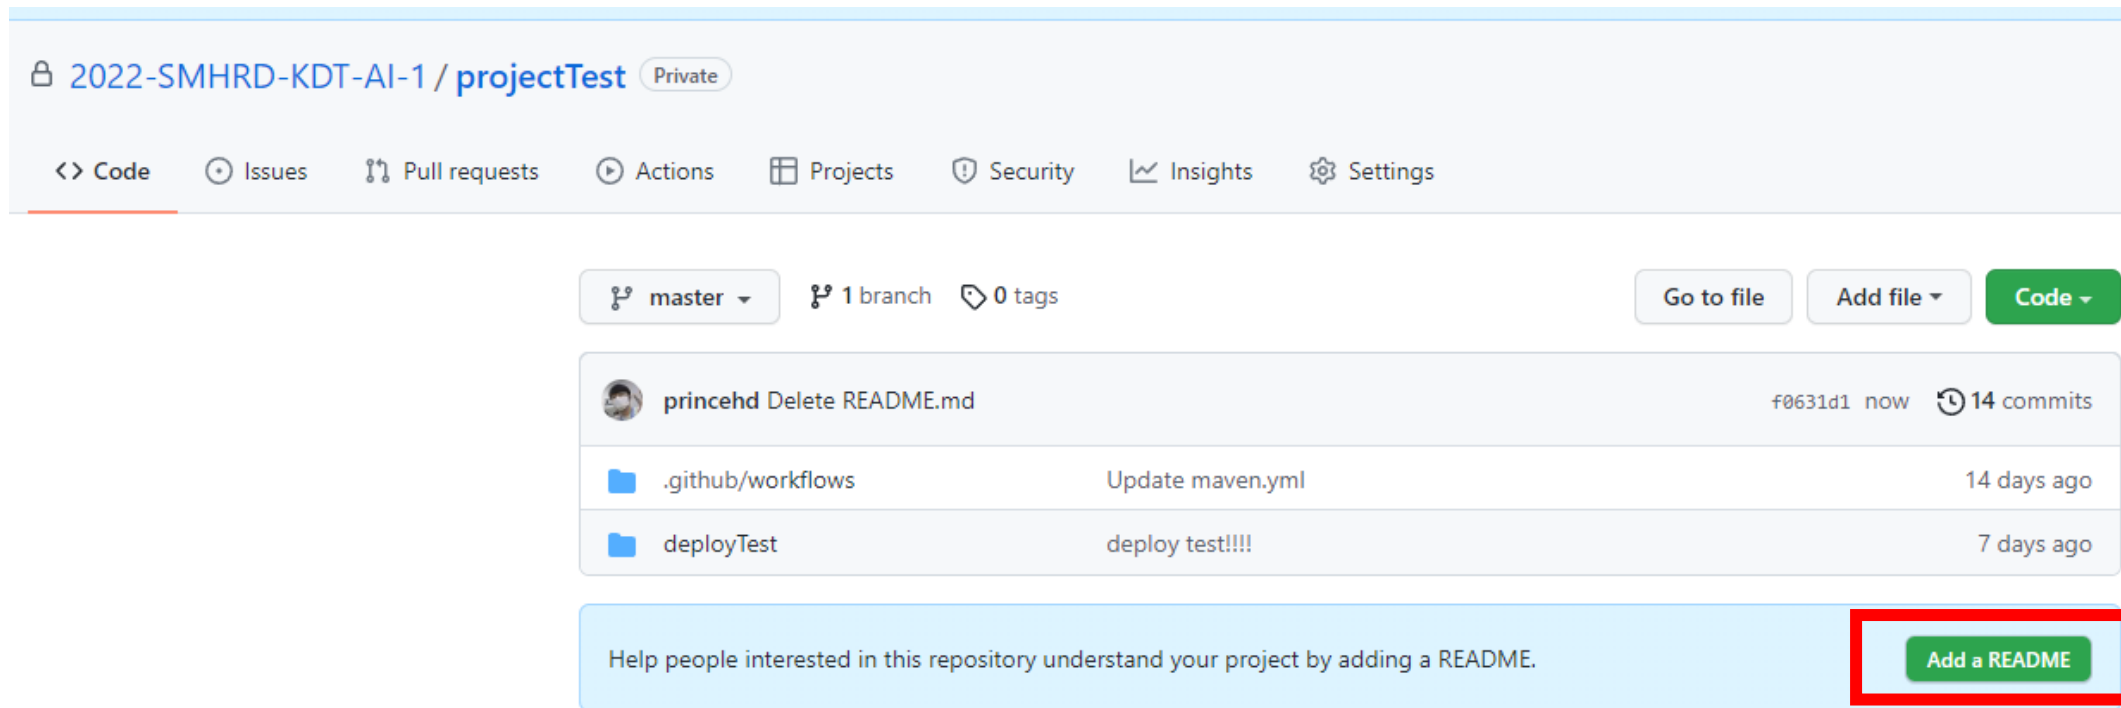 2022-SMHRD-KDT-AI-1 / projectTest Private
Code Issues Pull requests Actions Projects Security Insights Settings
master 1 branch 0 tags Go to file Add file Code
princehd Delete README.md f0631d1 now 14 commits
.github/workflows Update maven.yml 14 days ago
deployTest deploy test!!!! 7 days ago
Help people interested in this repository understand your project by adding a README. Add a README